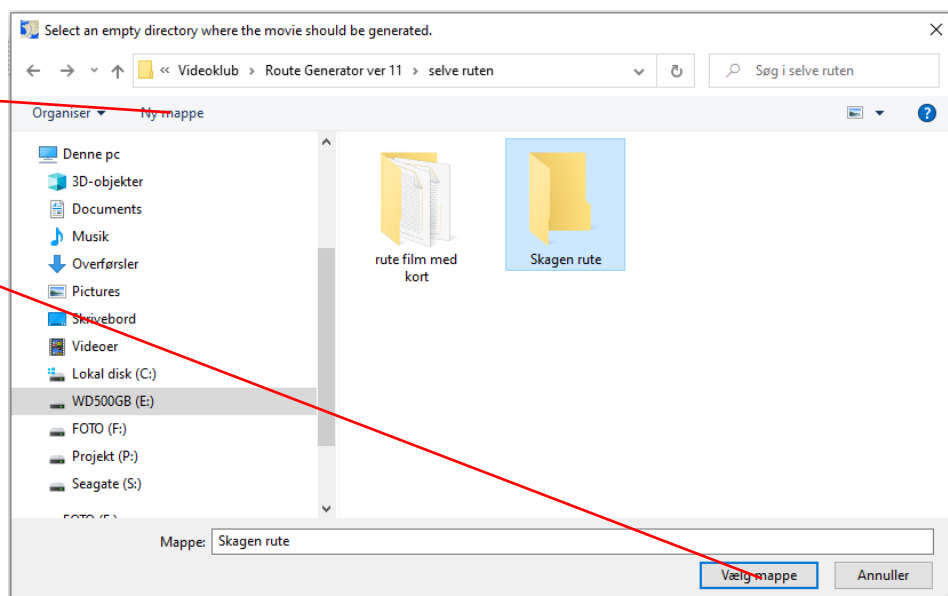 Select an empty directory where the movie should be generated.
« Videoklub › Route Generator ver 11 › selve ruten
Søg i selve ruten
Organiser Ny mappe
Denne pc
3D-objekter
Documents
Musik
Overførsler
Pictures
Skrivebord
Videoer
Lokal disk (C:)
WD500GB (E:)
FOTO (F:)
Projekt (P:)
Seagate (S:)
rute film med
kort
Skagen rute
Mappe: Skagen rute
Vælg mappe Annuller